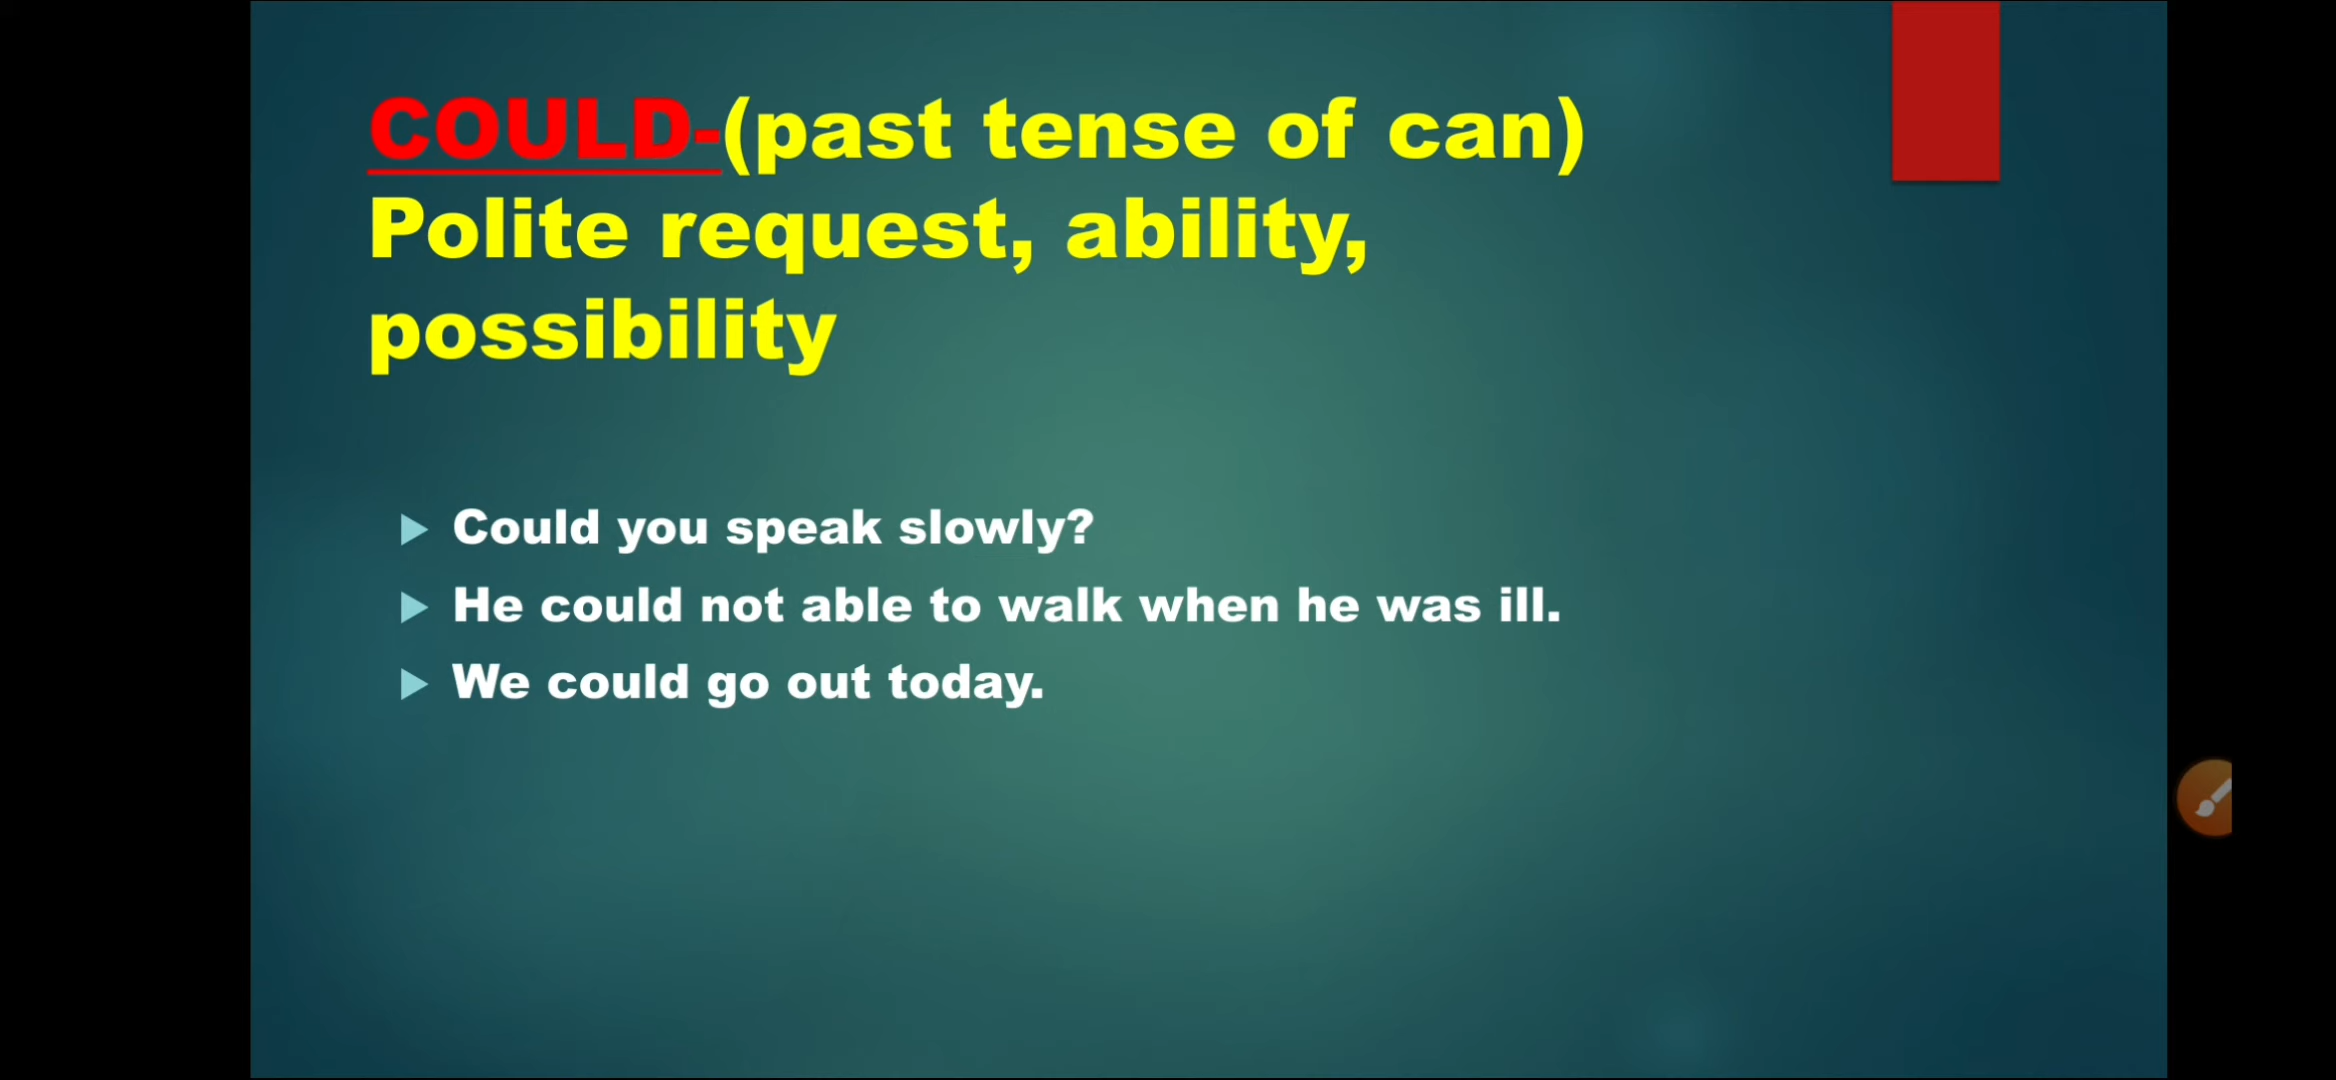 COULD-(past tense of can)
Polite request, ability,
possibility
Could you speak slowly?
He could not able to walk when he was ill.
We could go out today.